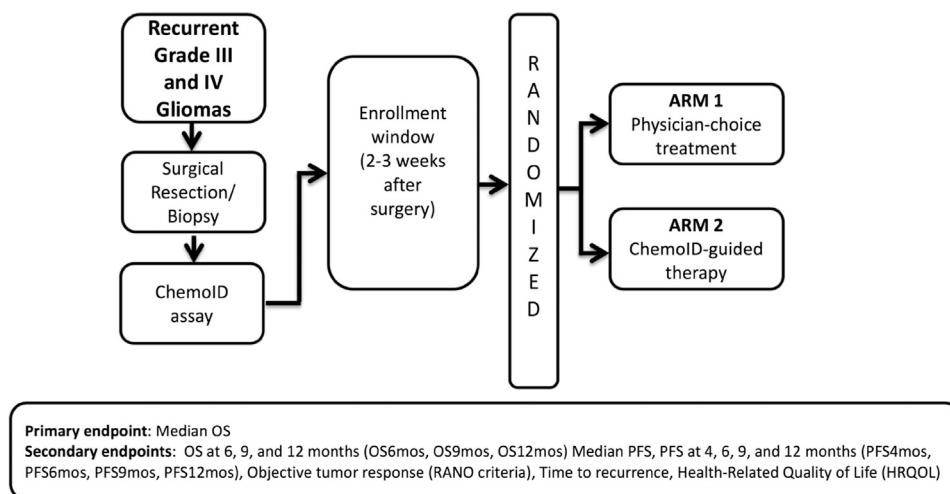 Recurrent
Grade III
and IV
Gliomas
Surgical
Resection/
Biopsy
ChemoID
assay
Enrollment
window
(2-3 weeks
after
surgery)
R
A
N
D
O
M
I
Z
E
D
ARM 1
Physician-choice
treatment
ARM 2
ChemoID-guided
therapy
Primary endpoint: Median OS
Secondary endpoints: OS at 6, 9, and 12 months (OS6mos, OS9mos, OS12mos) Median PFS, PFS at 4, 6, 9, and 12 months (PFS4mos,
PFS6mos, PFS9mos, PFS12mos), Objective tumor response (RANO criteria), Time to recurrence, Health-Related Quality of Life (HRQOL)